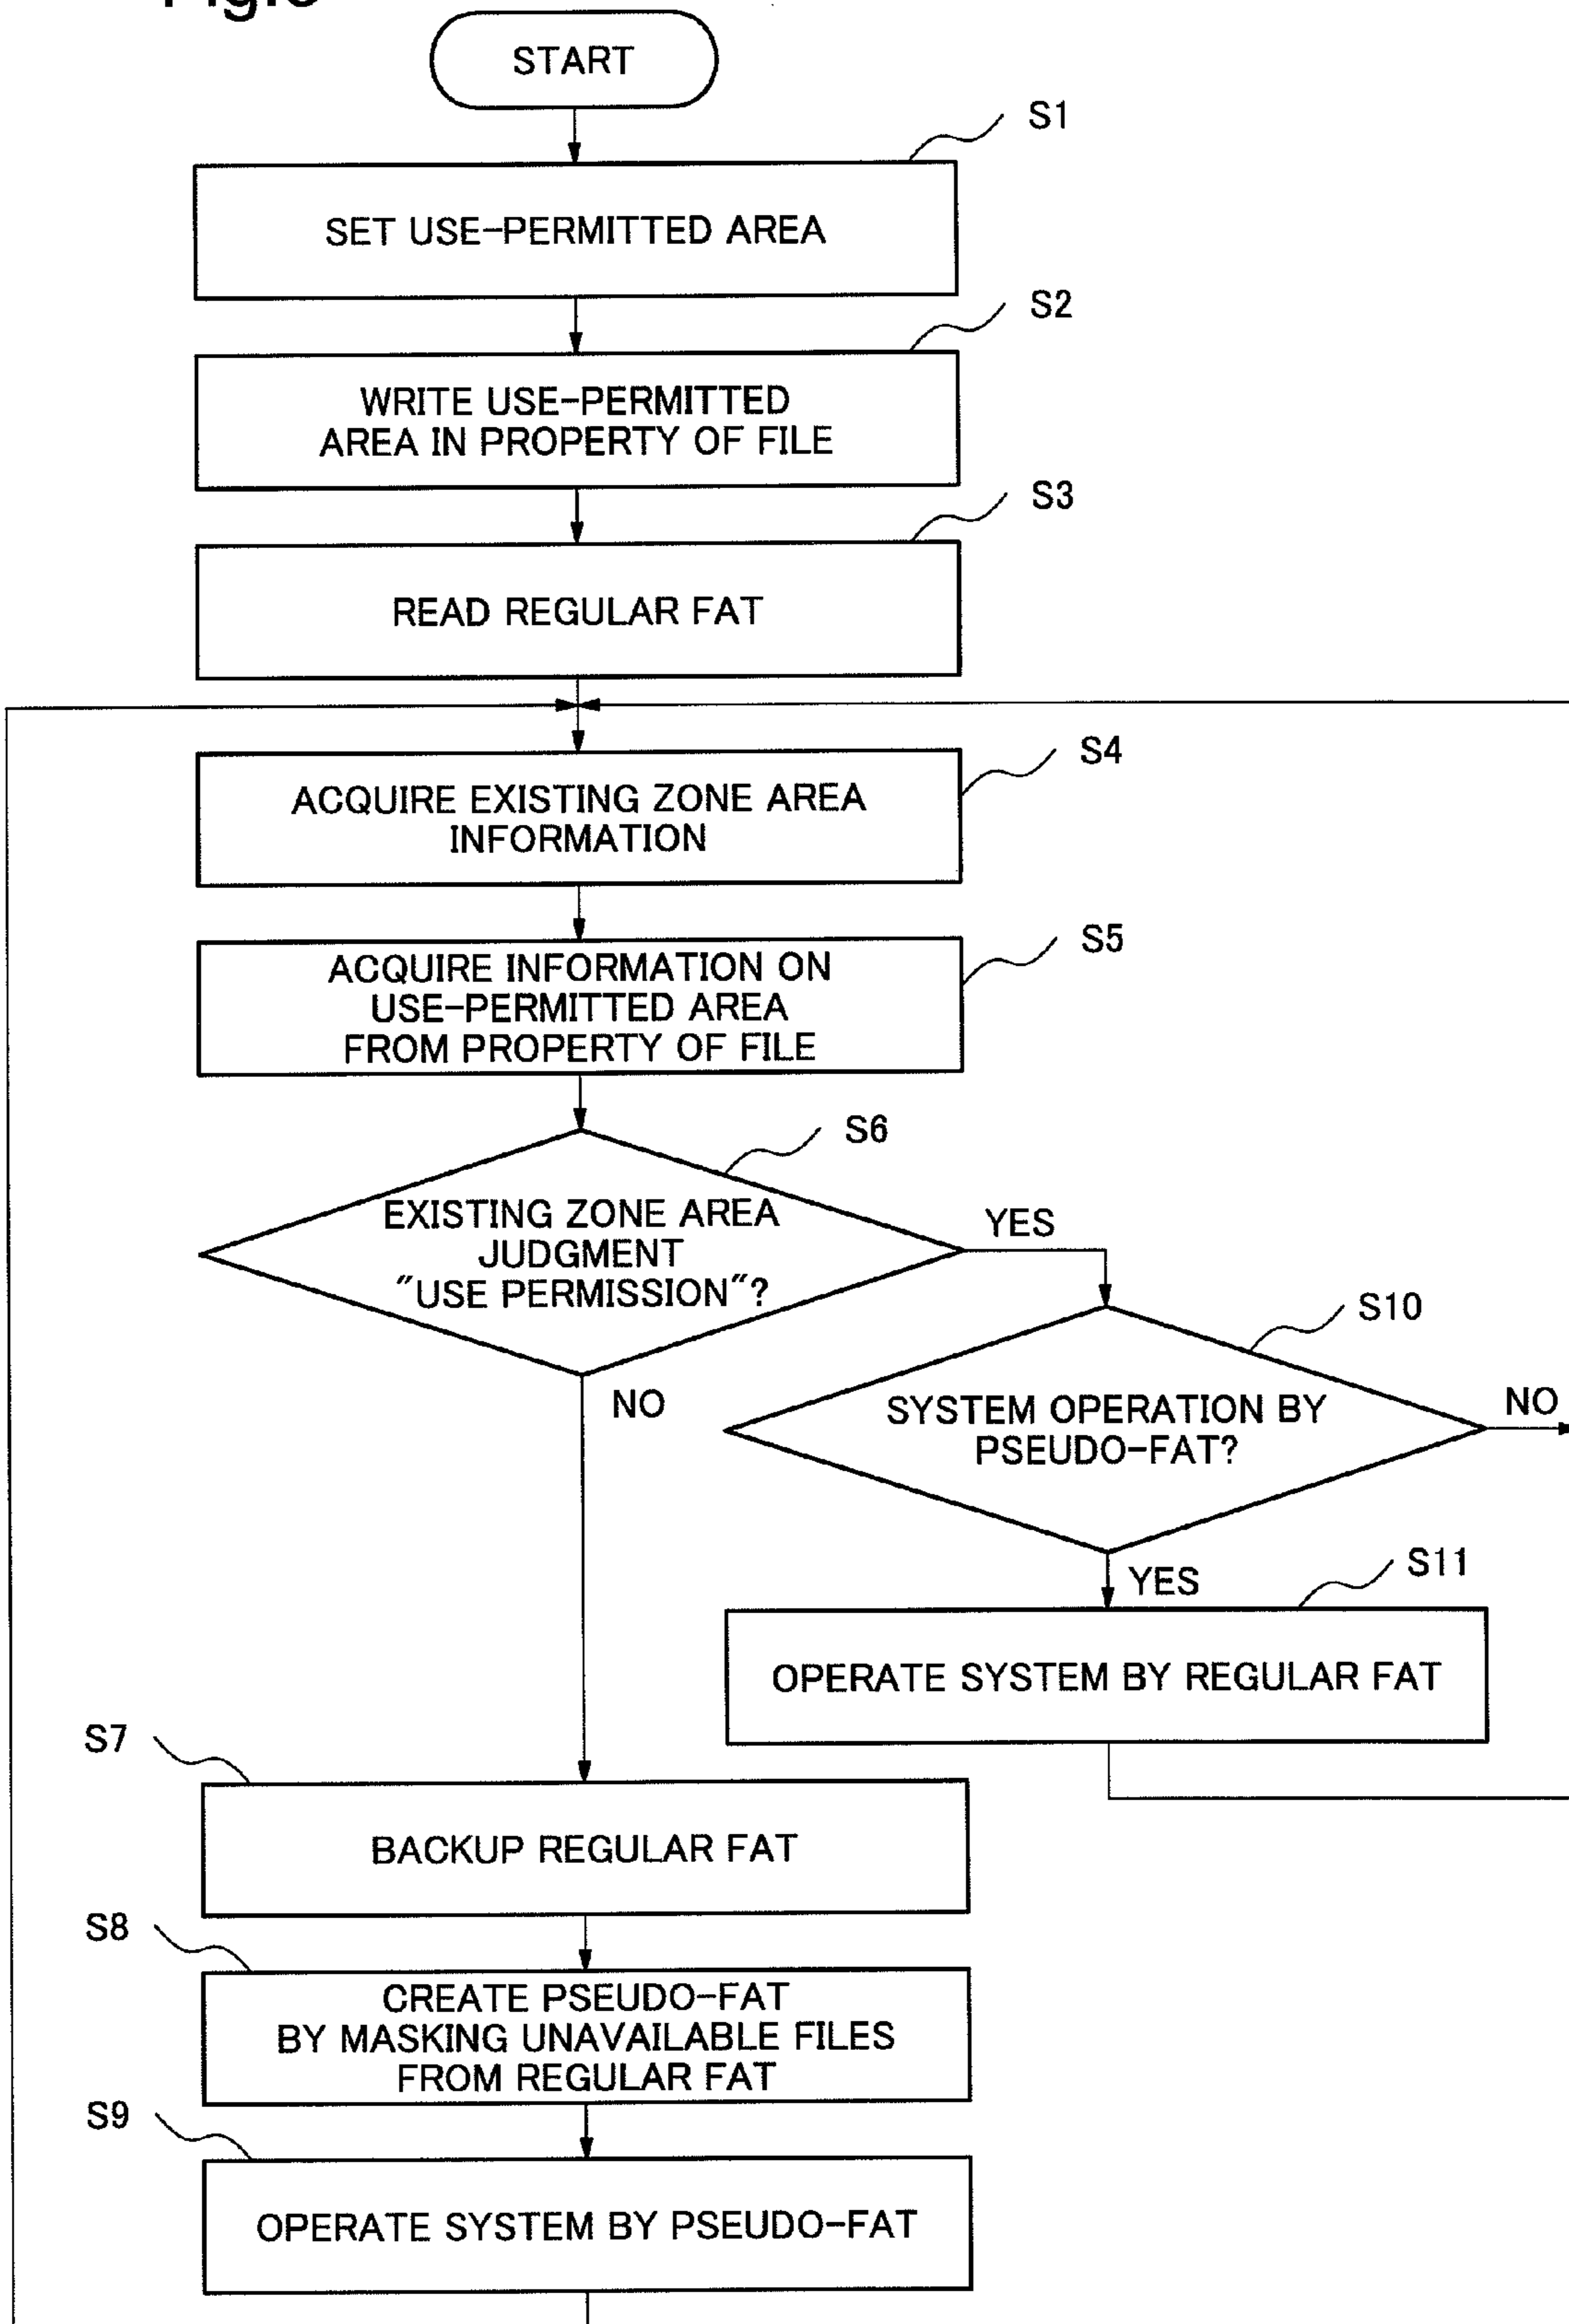 START
S1
SET USE-PERMITTED AREA
S2
WRITE USE-PERMITTED
AREA IN PROPERTY OF FILE
S3
READ REGULAR FAT
S4
ACQUIRE EXISTING ZONE AREA
INFORMATION
S5
ACQUIRE INFORMATION ON
USE-PERMITTED AREA
FROM PROPERTY OF FILE
S6
EXISTING ZONE AREA
JUDGMENT
"USE PERMISSION"?
YES
NO
S10
SYSTEM OPERATION BY
PSEUDO-FAT?
NO
YES
S11
OPERATE SYSTEM BY REGULAR FAT
S7
BACKUP REGULAR FAT
S8
CREATE PSEUDO-FAT
BY MASKING UNAVAILABLE FILES
FROM REGULAR FAT
S9
OPERATE SYSTEM BY PSEUDO-FAT